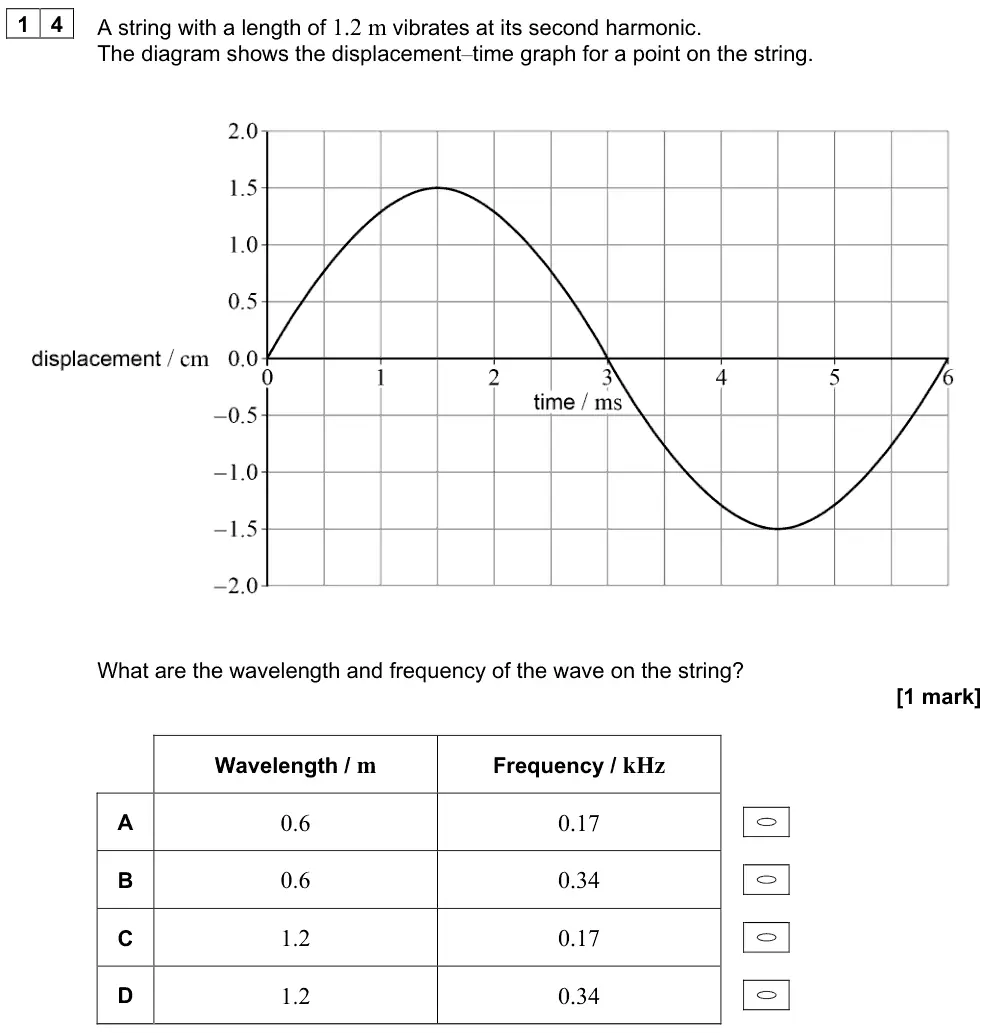 1 4 A string with a length of 1.2 m vibrates at its second harmonic.
The diagram shows the displacement–time graph for a point on the string.
2.0
1.5
1.0
0.5
displacement / cm 0.0
0 1 2 3 4 5 6
time / ms
−0.5
−1.0
−1.5
−2.0
What are the wavelength and frequency of the wave on the string?
[1 mark]
Wavelength / m Frequency / kHz
A 0.6 0.17
B 0.6 0.34
C 1.2 0.17
D 1.2 0.34